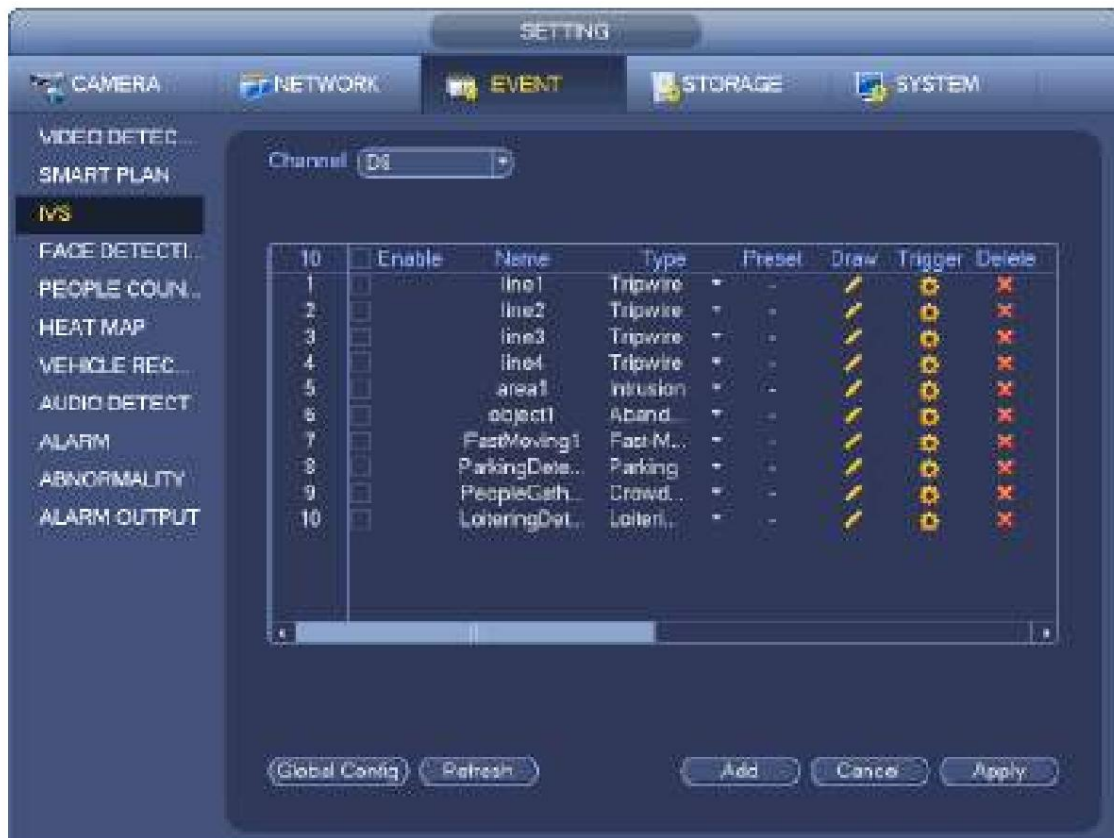 SETTING
CAMERA NETWORK EVENT STORAGE SYSTEM
VIDEO DETEC...
SMART PLAN
IVS
FACE DETECTI...
PEOPLE COUN...
HEAT MAP
VEHICLE REC...
AUDIO DETECT
ALARM
ABNORMALITY
ALARM OUTPUT
Channel
10 Enable Name Type Preset Draw Trigger Delete
1 line1 Tripwire -
2 line2 Tripwire -
3 line3 Tripwire -
4 line4 Tripwire -
5 area1 Intrusion -
6 object1 Aband... -
7 FastMoving1 Fast-M... -
8 ParkingDete... Parking -
9 PeopleGath... Crowd... -
10 LoiteringDet... Loiteri... -
Global Config Refresh Add Cancel Apply